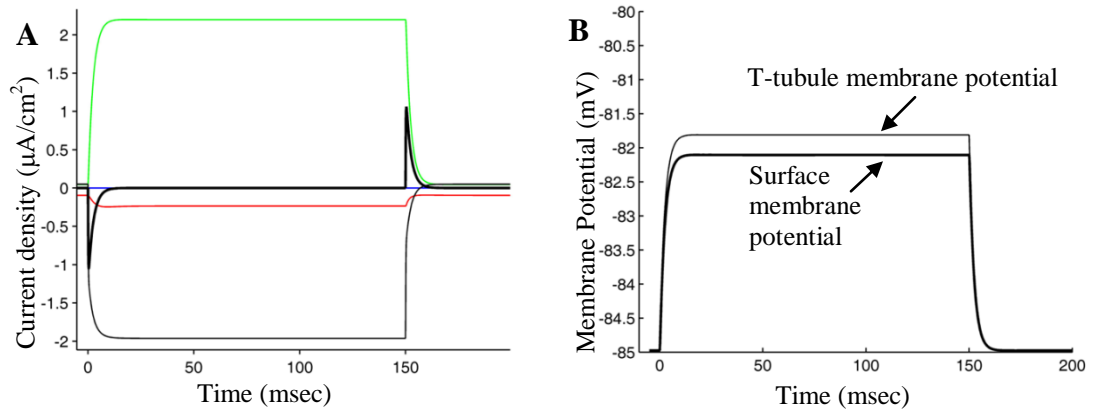 A
Current density (µA/cm²)
2
1.5
1
0.5
0
-0.5
-1
-1.5
-2
0
50
100
150
Time (msec)
B
Membrane Potential (mV)
-80
-80.5
-81
-81.5
-82
-82.5
-83
-83.5
-84
-84.5
-85
T-tubule membrane potential
Surface
membrane
potential
50
100
150
200
Time (msec)